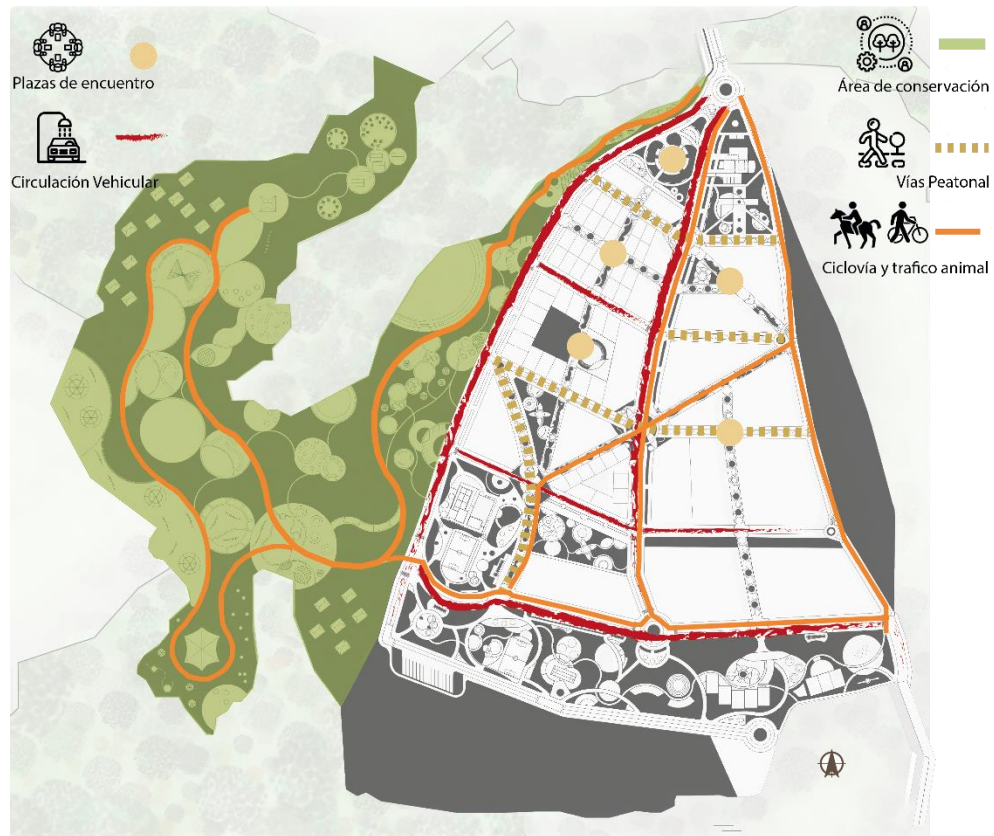 Plazas de encuentro
Circulación Vehicular
Área de conservación
Vías Peatonal
Ciclovía y trafico animal